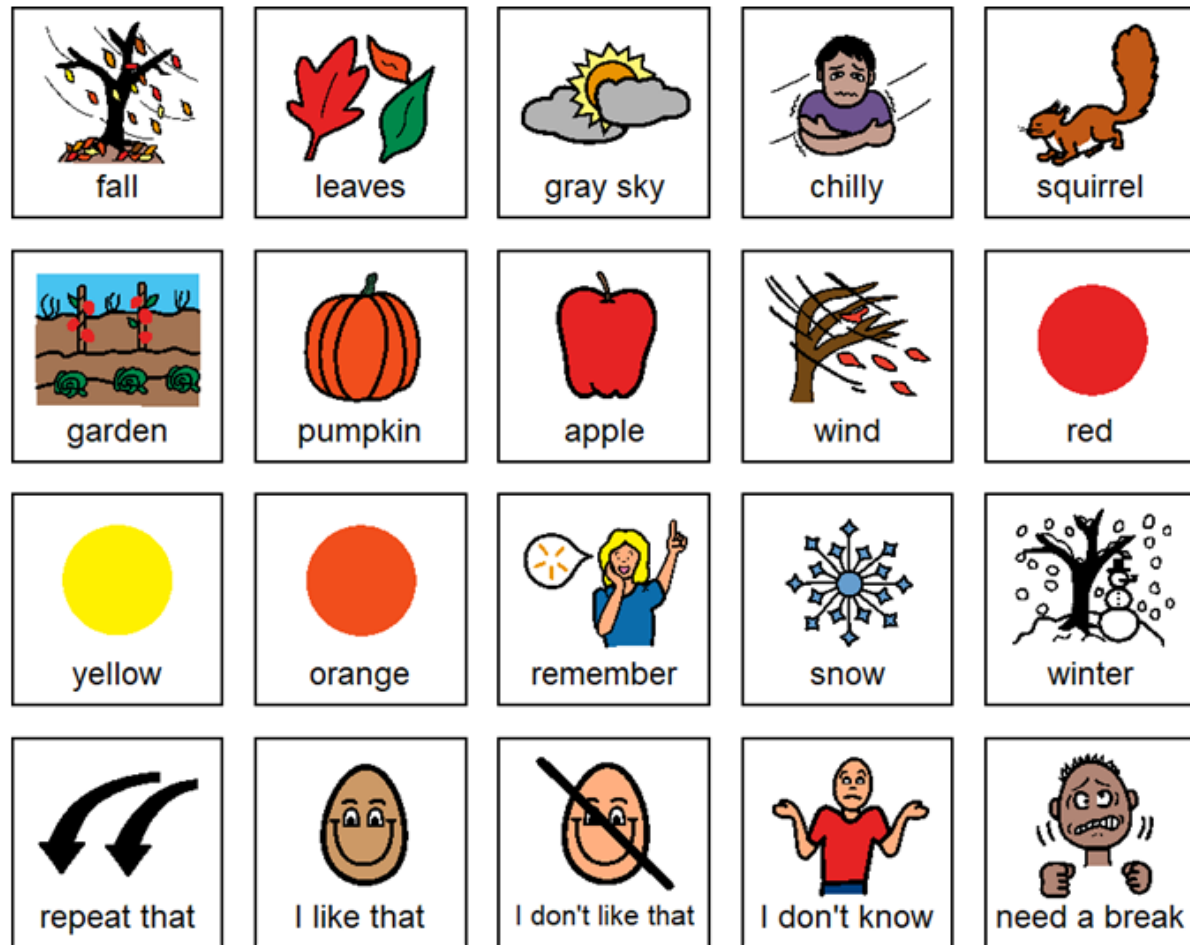 fall
leaves
gray sky
chilly
squirrel
garden
pumpkin
apple
wind
red
yellow
orange
remember
snow
winter
repeat that
I like that
I don't like that
I don't know
need a break